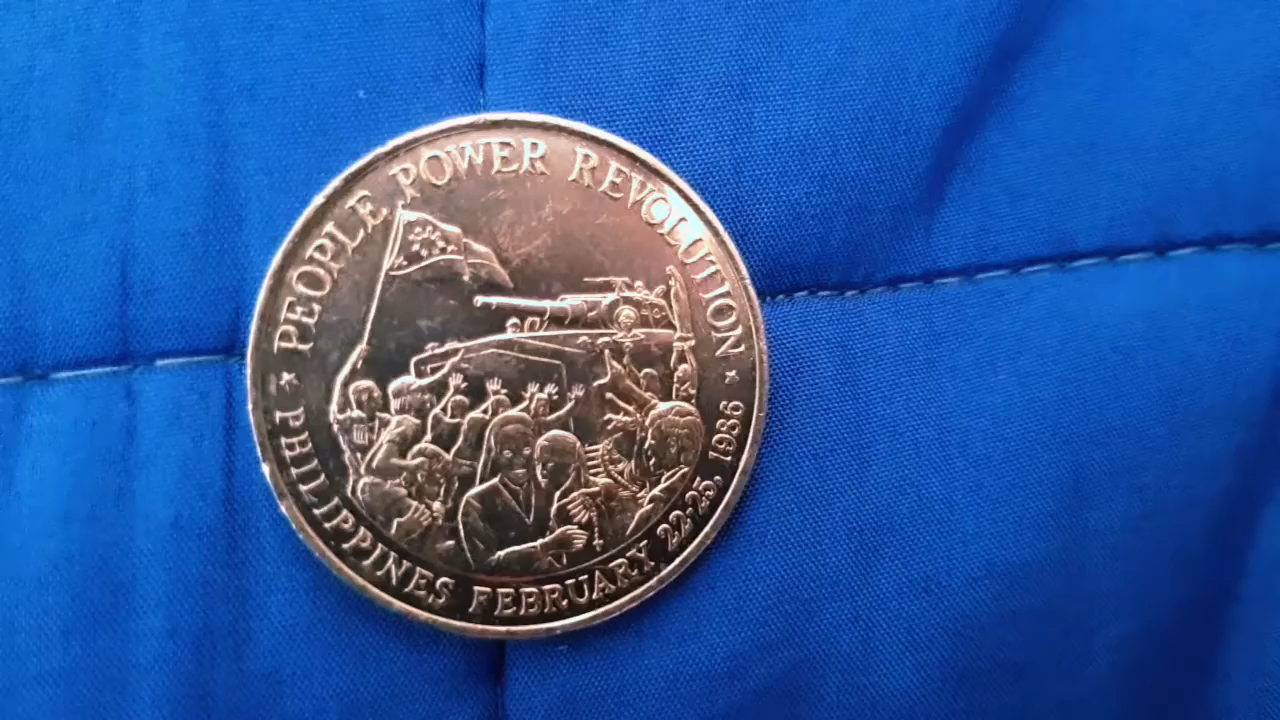 ★ PEOPLE POWER REVOLUTION ★
PHILIPPINES FEBRUARY 22-25, 1986